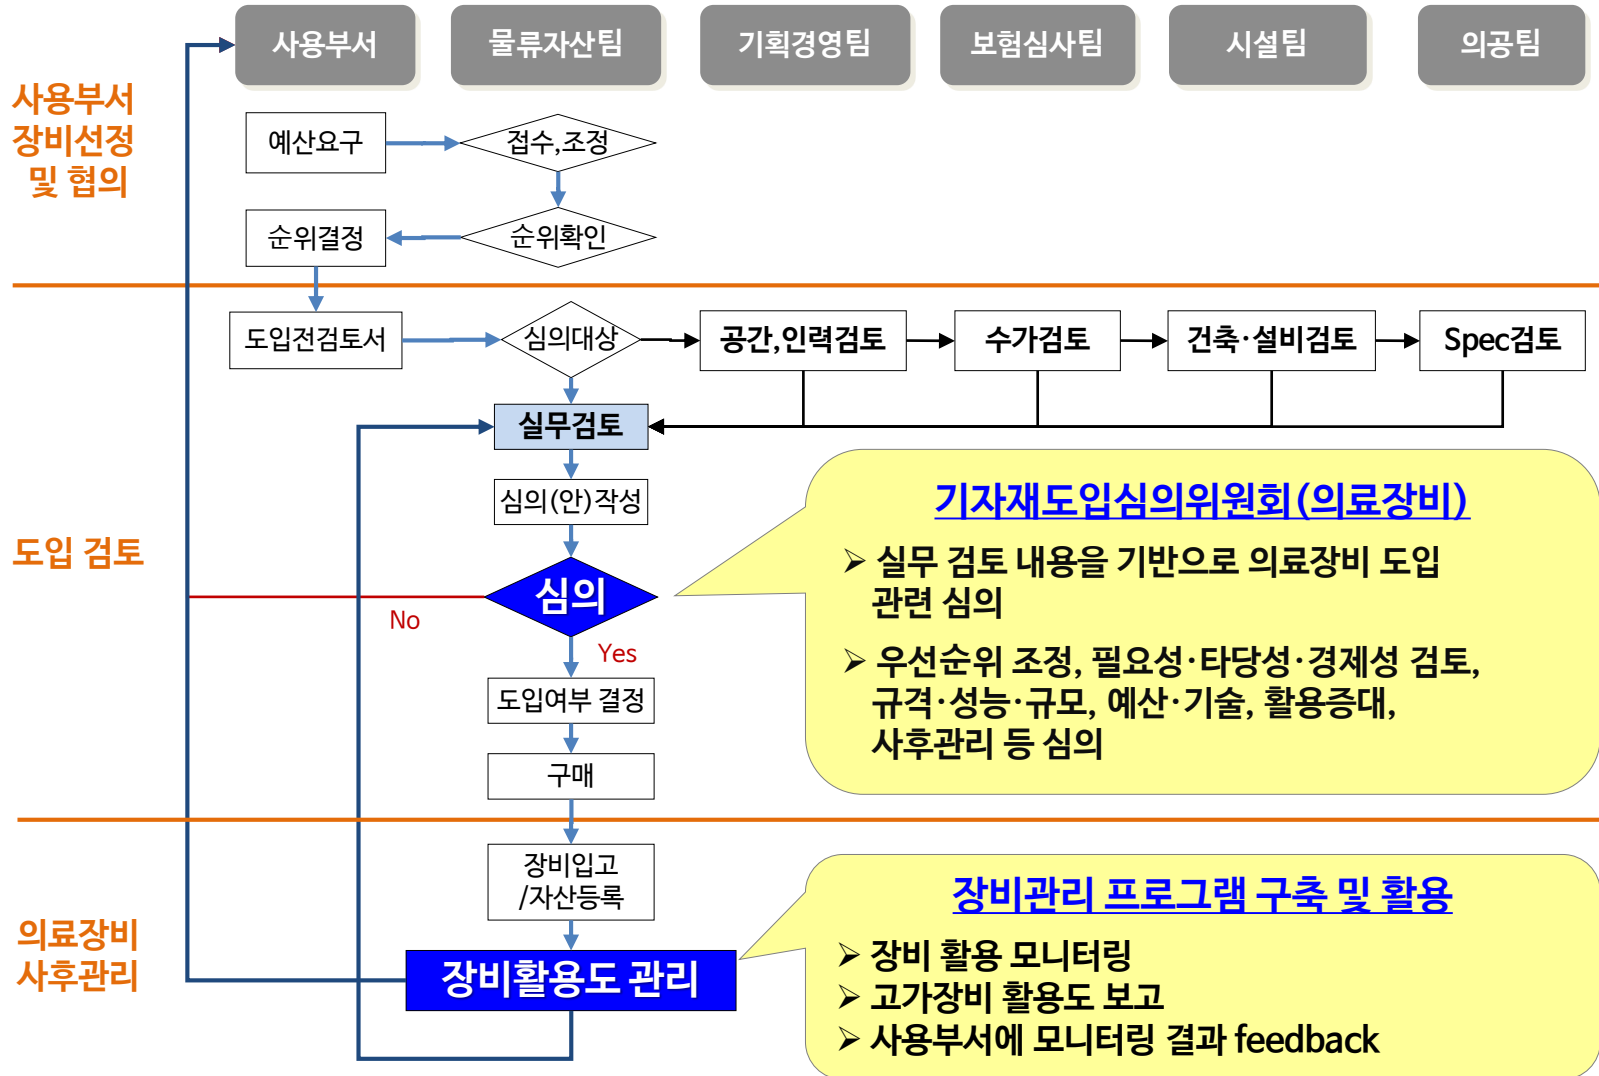 사용부서
물류자산팀
기획경영팀
보험심사팀
시설팀
의공팀
사용부서
장비선정
및 협의
예산요구
접수,조정
순위결정
순위확인
도입전검토서
심의대상
공간,인력검토
수가검토
건축·설비검토
Spec검토
도입 검토
실무검토
심의(안)작성
심의
No
Yes
도입여부 결정
구매
기자재도입심의위원회(의료장비)
➢ 실무 검토 내용을 기반으로 의료장비 도입
관련 심의
➢ 우선순위 조정, 필요성·타당성·경제성 검토,
규격·성능·규모, 예산·기술, 활용증대,
사후관리 등 심의
의료장비
사후관리
장비입고
/자산등록
장비활용도 관리
장비관리 프로그램 구축 및 활용
➢ 장비 활용 모니터링
➢ 고가장비 활용도 보고
➢ 사용부서에 모니터링 결과 feedback